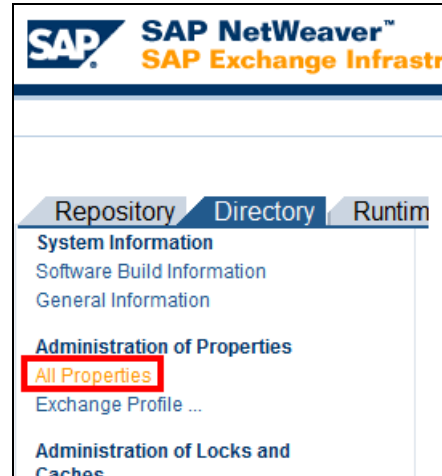 SAP
SAP NetWeaver™
SAP Exchange Infrastr
Repository Directory Runtim
System Information
Software Build Information
General Information
Administration of Properties
All Properties
Exchange Profile ...
Administration of Locks and
Caches